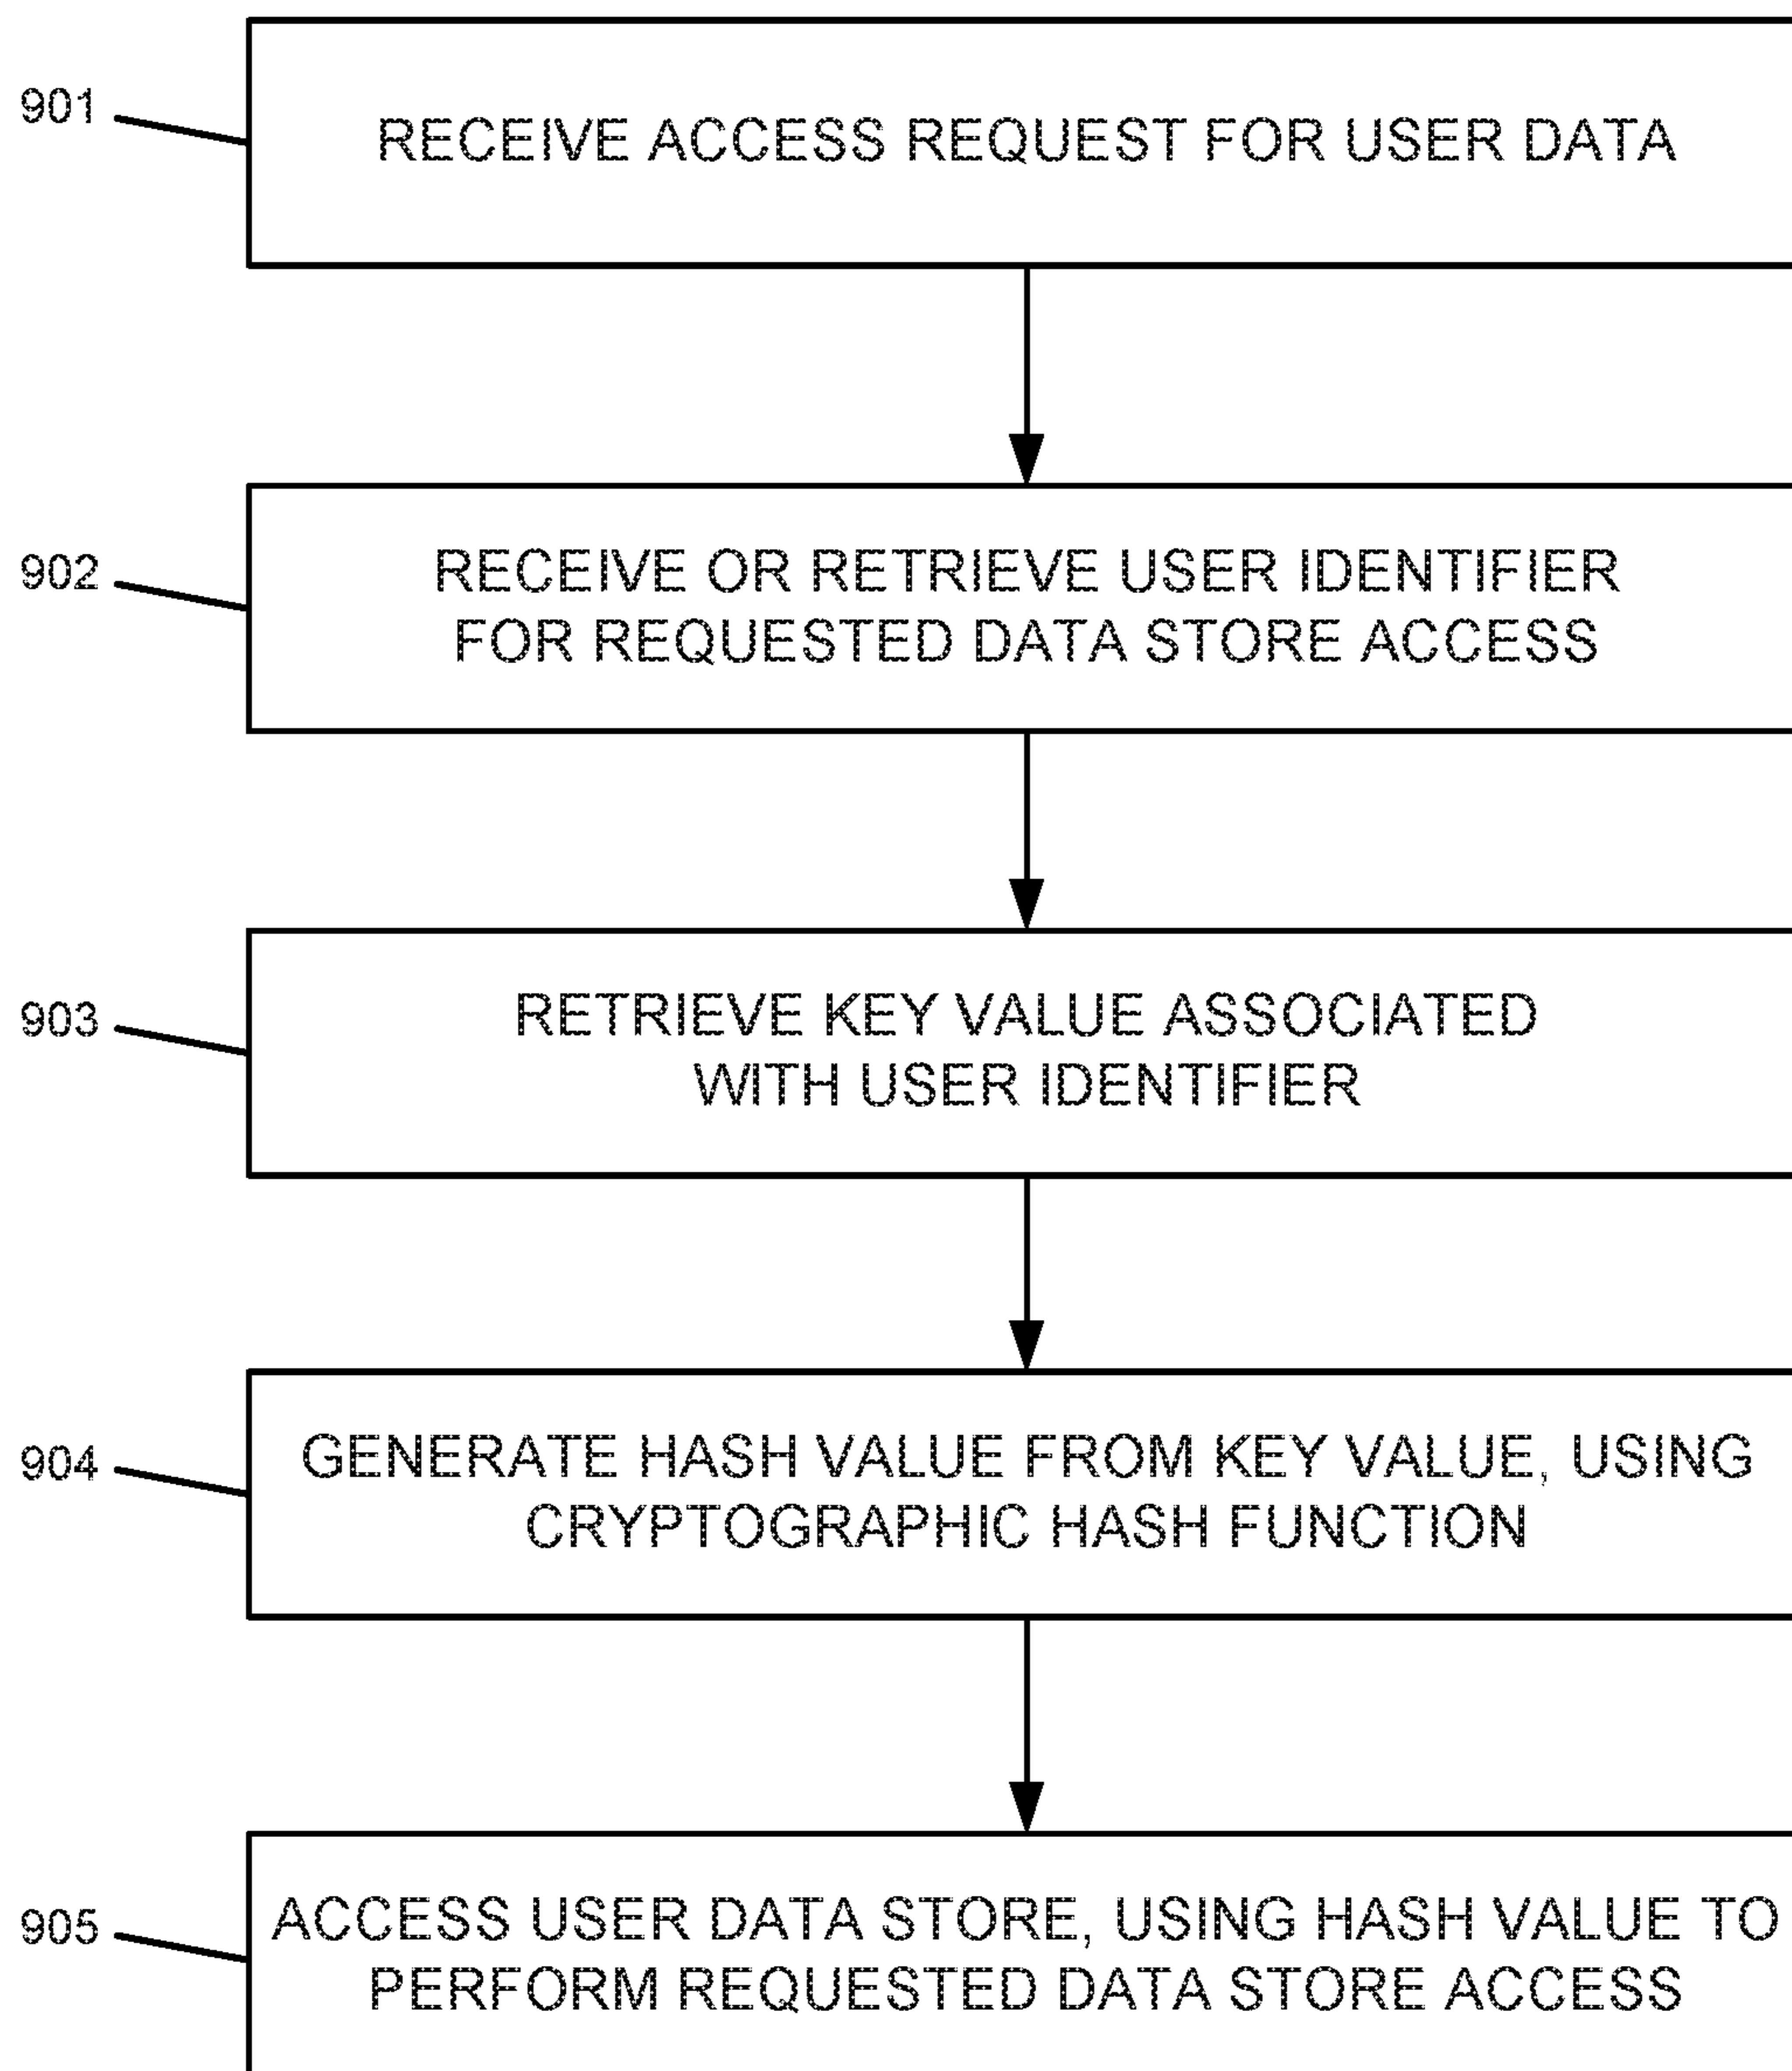 901
RECEIVE ACCESS REQUEST FOR USER DATA
902
RECEIVE OR RETRIEVE USER IDENTIFIER
FOR REQUESTED DATA STORE ACCESS
903
RETRIEVE KEY VALUE ASSOCIATED
WITH USER IDENTIFIER
904
GENERATE HASH VALUE FROM KEY VALUE, USING
CRYPTOGRAPHIC HASH FUNCTION
905
ACCESS USER DATA STORE, USING HASH VALUE TO
PERFORM REQUESTED DATA STORE ACCESS